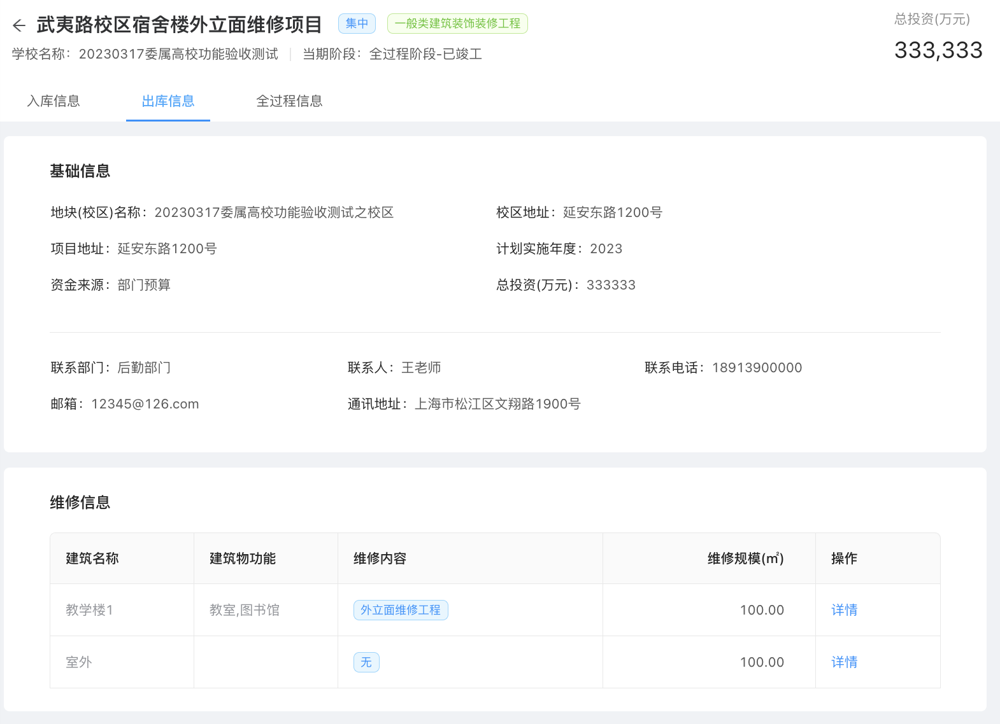 武夷路校区宿舍楼外立面维修项目 集中 一般类建筑装饰装修工程 总投资(万元)
学校名称：20230317委属高校功能验收测试 当期阶段：全过程阶段-已竣工 333,333
入库信息 出库信息 全过程信息
基础信息
地块(校区)名称：20230317委属高校功能验收测试之校区 校区地址：延安东路1200号
项目地址：延安东路1200号 计划实施年度：2023
资金来源：部门预算 总投资(万元)：333333
联系部门：后勤部门 联系人：王老师 联系电话：18913900000
邮箱：12345@126.com 通讯地址：上海市松江区文翔路1900号
维修信息
建筑名称 建筑物功能 维修内容 维修规模(㎡) 操作
教学楼1 教室,图书馆 外立面维修工程 100.00 详情
室外 无 100.00 详情